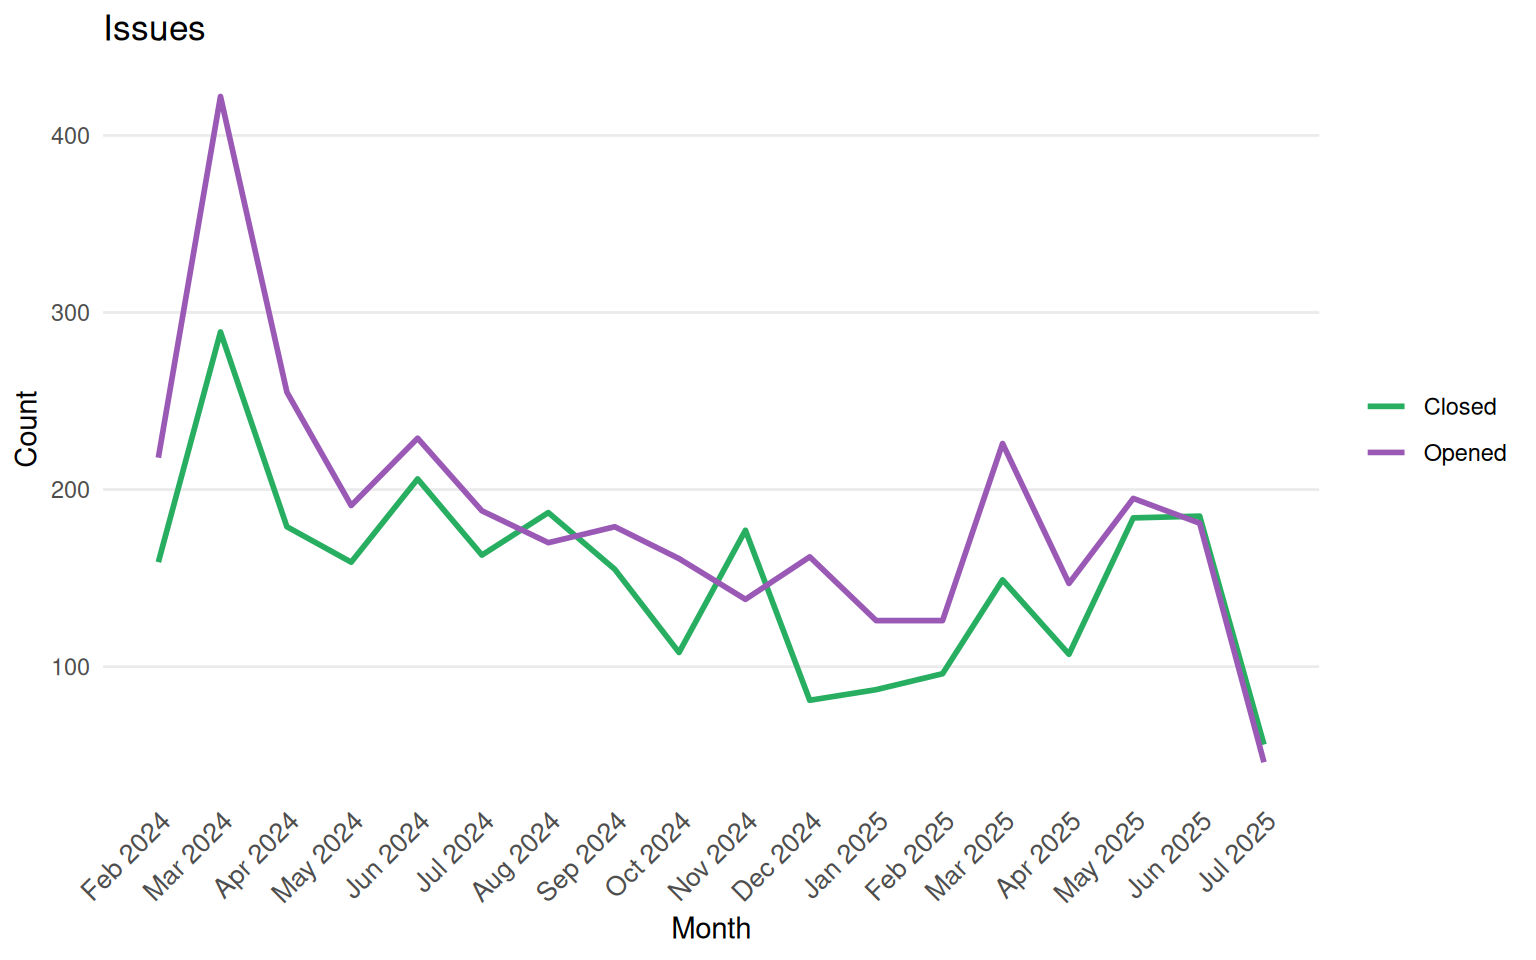 Issues
400
300
200
100
Count
Closed
Opened
Feb 2024
Mar 2024
Apr 2024
May 2024
Jun 2024
Jul 2024
Aug 2024
Sep 2024
Oct 2024
Nov 2024
Dec 2024
Jan 2025
Feb 2025
Mar 2025
Apr 2025
May 2025
Jun 2025
Jul 2025
Month